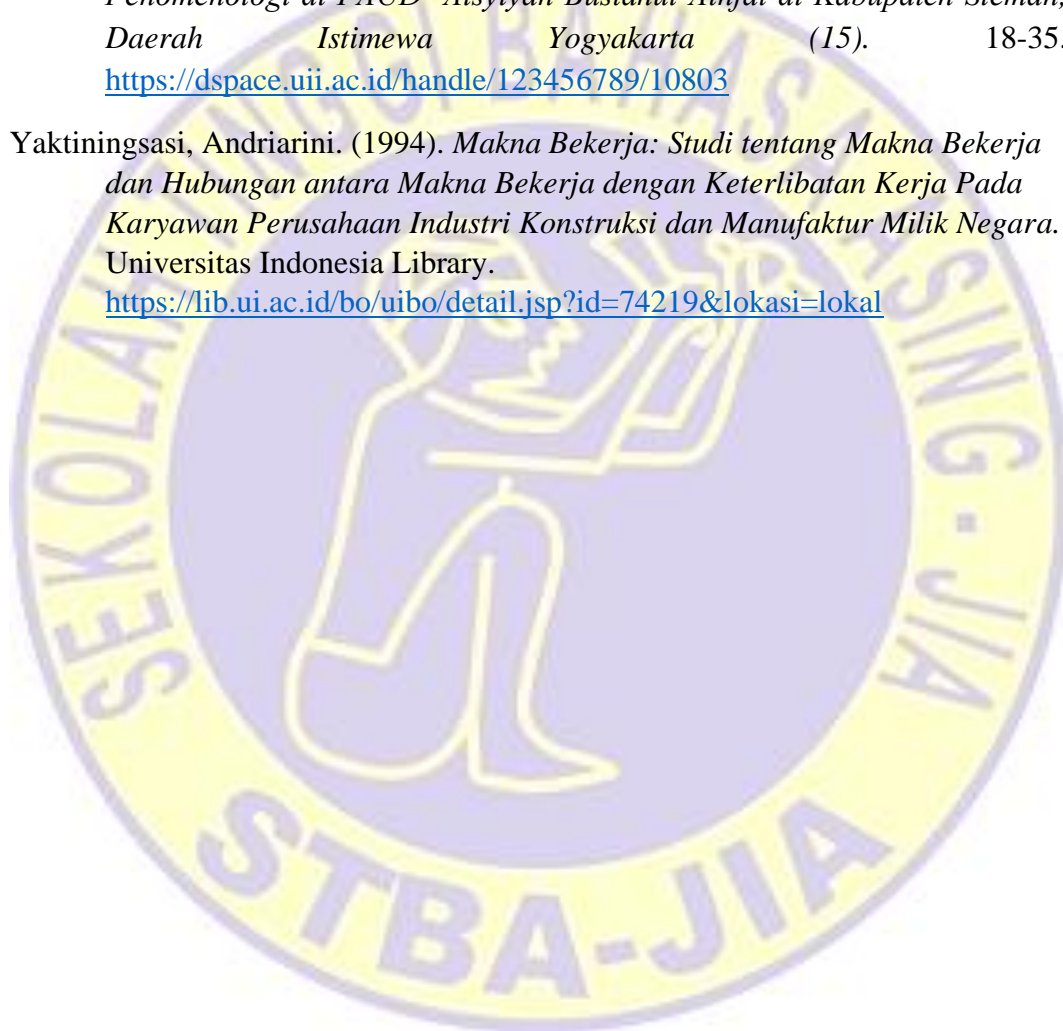 Fenomenologi di PAUD 'Aisyiyah Bustanul Athfal di Kabupaten Sleman,
Daerah Istimewa Yogyakarta (15). 18-35.
https://dspace.uii.ac.id/handle/123456789/10803
Yaktiningsasi, Andriarini. (1994). Makna Bekerja: Studi tentang Makna Bekerja
dan Hubungan antara Makna Bekerja dengan Keterlibatan Kerja Pada
Karyawan Perusahaan Industri Konstruksi dan Manufaktur Milik Negara.
Universitas Indonesia Library.
https://lib.ui.ac.id/bo/uibo/detail.jsp?id=74219&lokasi=lokal
SEKOLAH TINGGI BAHASA ASING - JIA
STBA-JIA